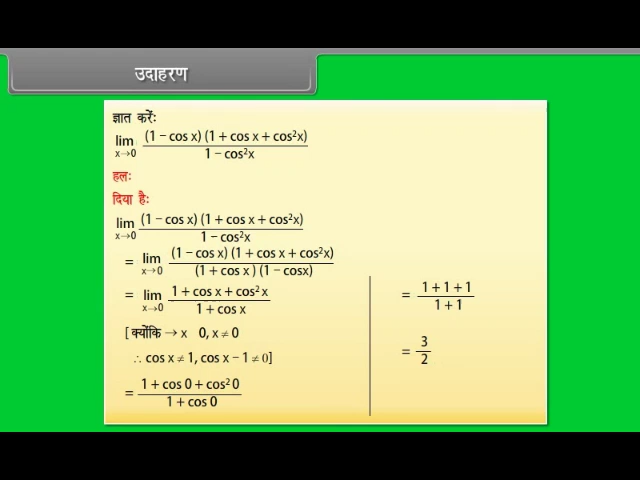 उदाहरण
ज्ञात करें:
lim x→0 (1 − cos x) (1 + cos x + cos²x) / 1 − cos²x
हल:
दिया है:
lim x→0 (1 − cos x) (1 + cos x + cos²x) / 1 − cos²x
= lim x→0 (1 − cos x) (1 + cos x + cos²x) / (1 + cos x ) (1 − cosx)
= lim x→0 1 + cos x + cos² x / 1 + cos x
[ क्योंकि → x 0, x ≠ 0
∴ cos x ≠ 1, cos x − 1 ≠ 0]
= 1 + cos 0 + cos² 0 / 1 + cos 0
= 1 + 1 + 1 / 1 + 1
= 3 / 2